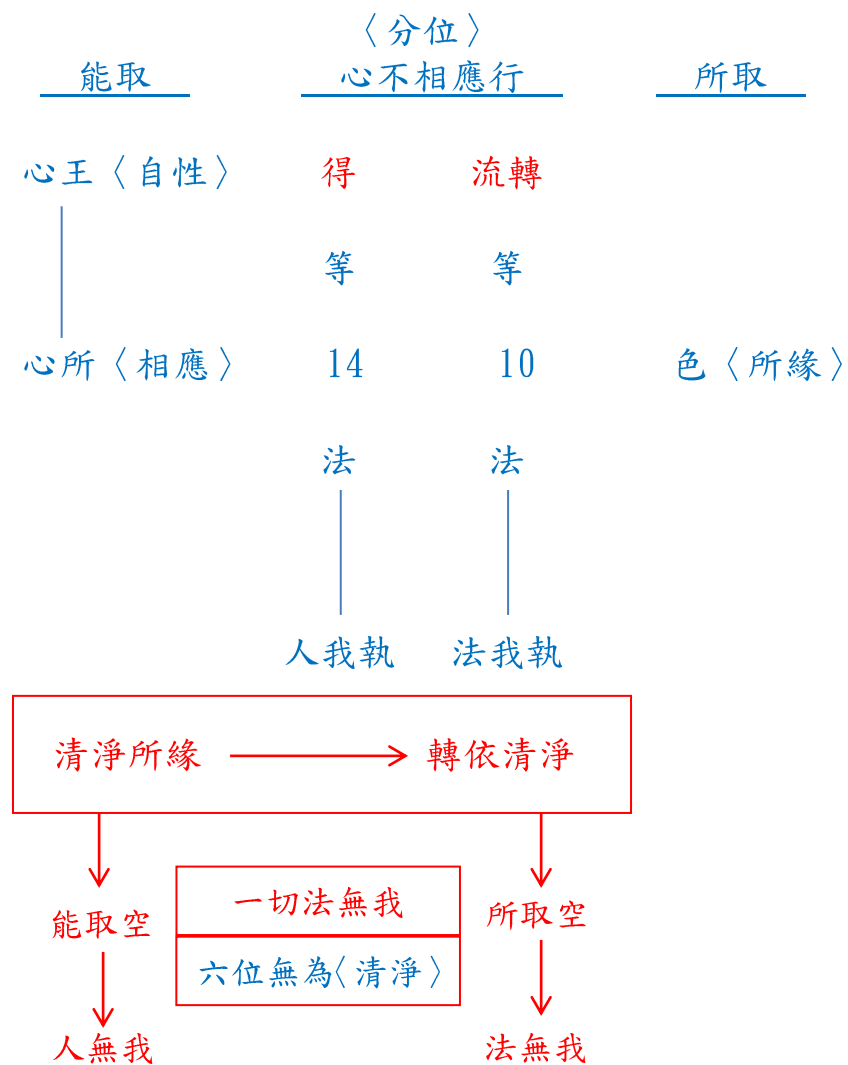 〈分位〉
能取 心不相應行 所取
心王〈自性〉 得 流轉
等 等
心所〈相應〉 14 10 色〈所緣〉
法 法
人我執 法我執
清淨所緣 轉依清淨
能取空 一切法無我 所取空
六位無為〈清淨〉
人無我 法無我